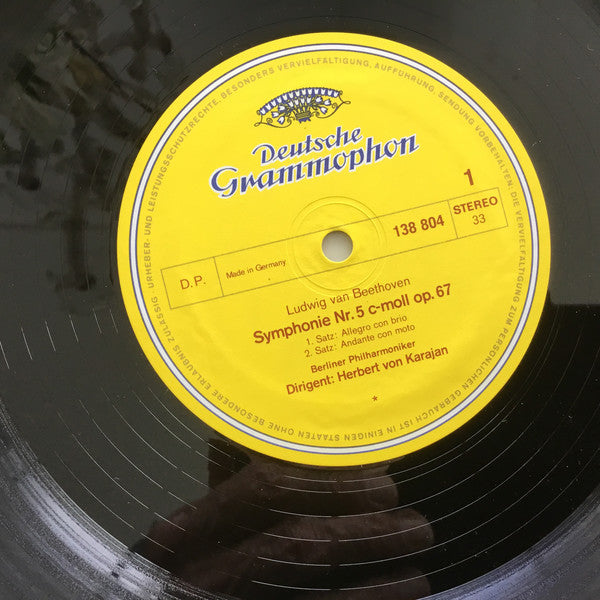 Deutsche
Grammophon
1
D.P.
Made in Germany
138 804
STEREO
33
Ludwig van Beethoven
Symphonie Nr. 5 c-moll op. 67
1. Satz: Allegro con brio
2. Satz: Andante con moto
Berliner Philharmoniker
Dirigent: Herbert von Karajan
*
URHEBER- UND LEISTUNGSSCHUTZRECHTE, BESONDERS VERVIELFÄLTIGUNG, AUFFÜHRUNG, SENDUNG VORBEHALTEN; DIE VERVIELFÄLTIGUNG ZUM PERSÖNLICHEN GEBRAUCH IST IN EINIGEN STAATEN OHNE BESONDERE ERLAUBNIS ZULÄSSIG.